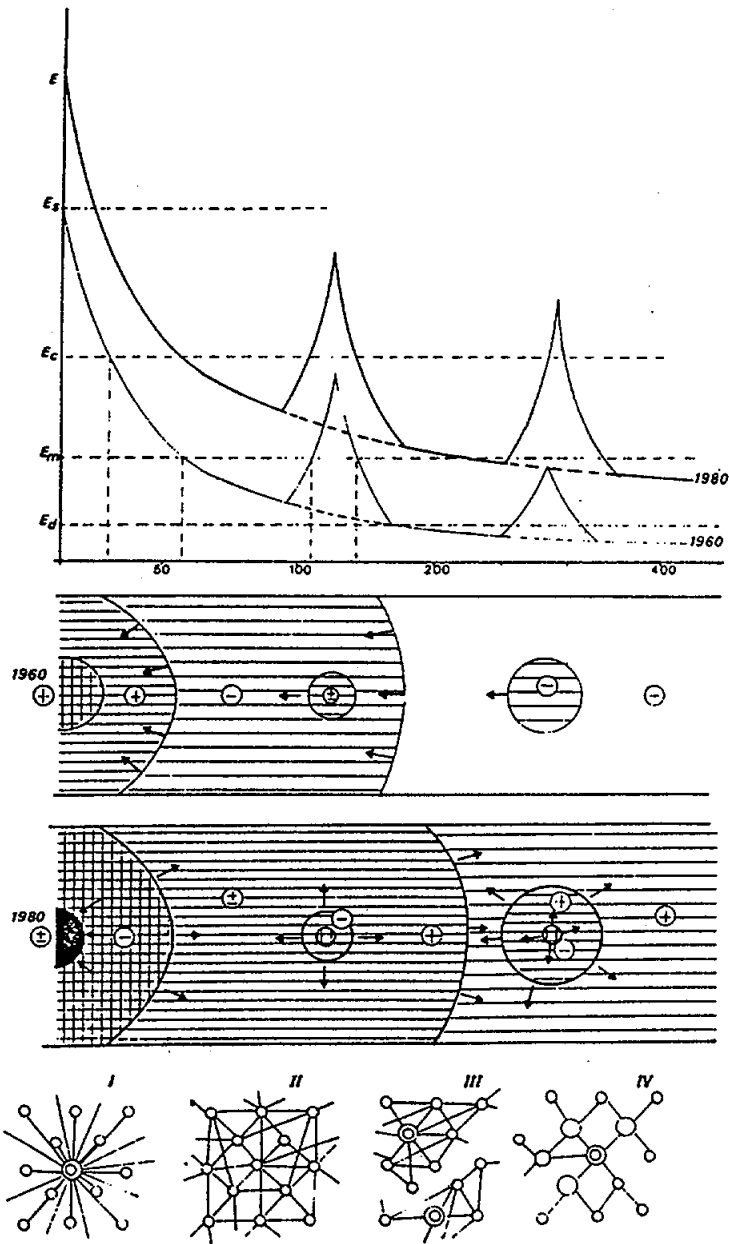 E
Es
Ec
Em
Ed
1980
1960
50 100 200 400
1960
+ + − ± − −
1980
± − ± − + + − +
I II III IV